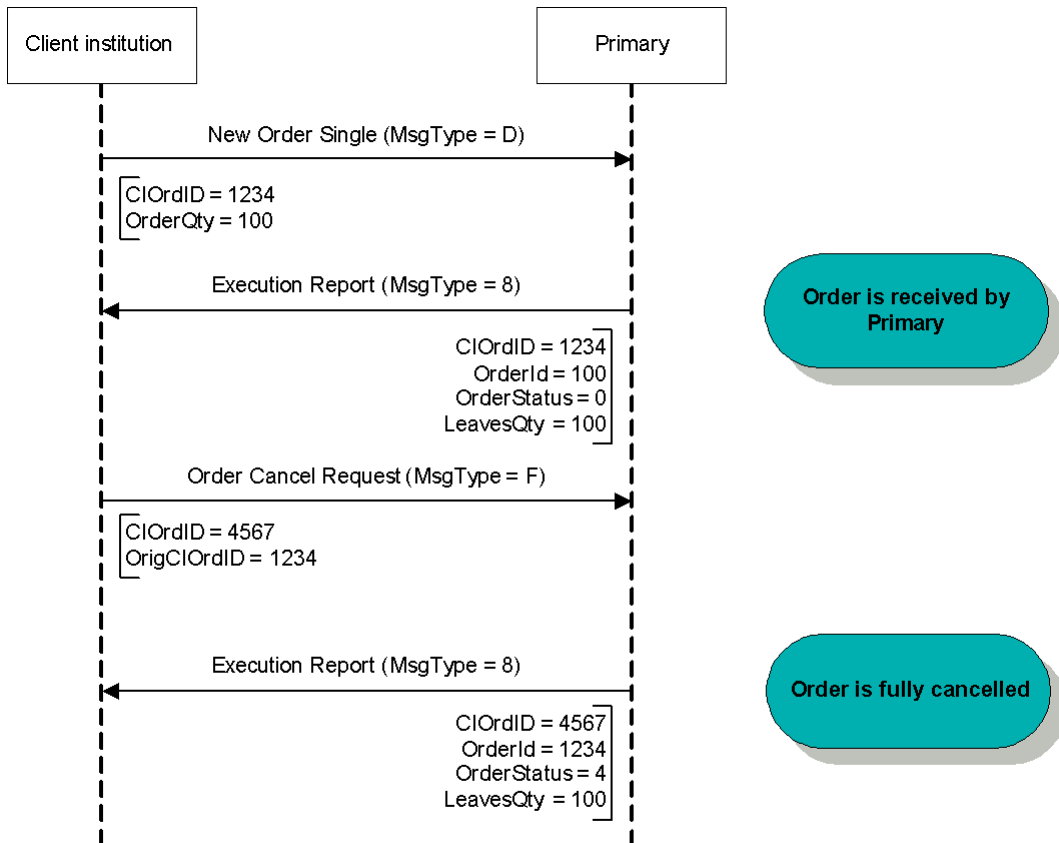 Client institution
Primary
New Order Single (MsgType = D)
ClOrdID = 1234
OrderQty = 100
Execution Report (MsgType = 8)
Order is received by
Primary
ClOrdID = 1234
OrderId = 100
OrderStatus = 0
LeavesQty = 100
Order Cancel Request (MsgType = F)
ClOrdID = 4567
OrigClOrdID = 1234
Execution Report (MsgType = 8)
Order is fully cancelled
ClOrdID = 4567
OrderId = 1234
OrderStatus = 4
LeavesQty = 100